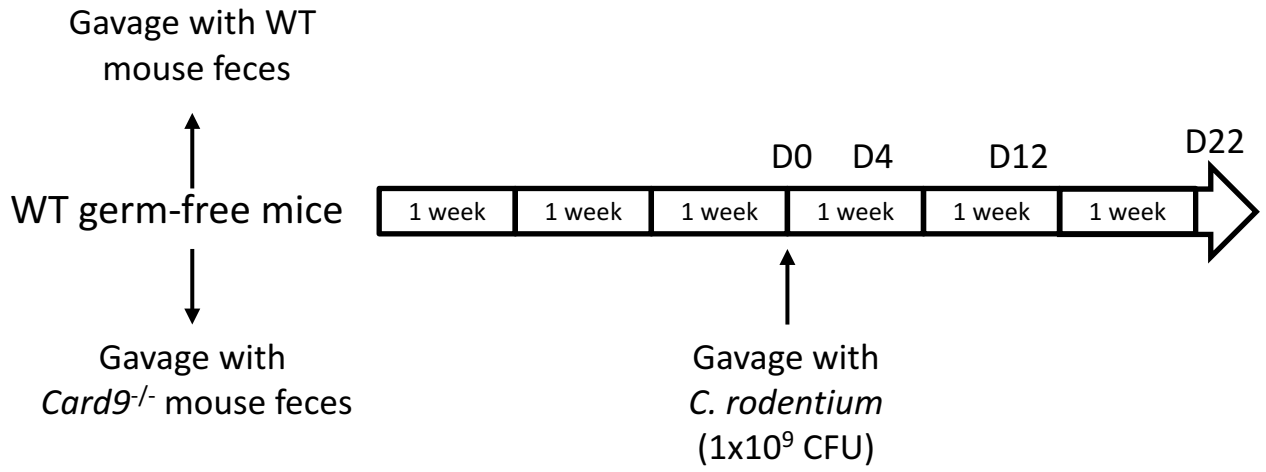 Gavage with WT
mouse feces
D0 D4 D12 D22
WT germ-free mice
1 week 1 week 1 week 1 week 1 week 1 week
Gavage with
Card9-/- mouse feces
Gavage with
C. rodentium
(1x10⁹ CFU)